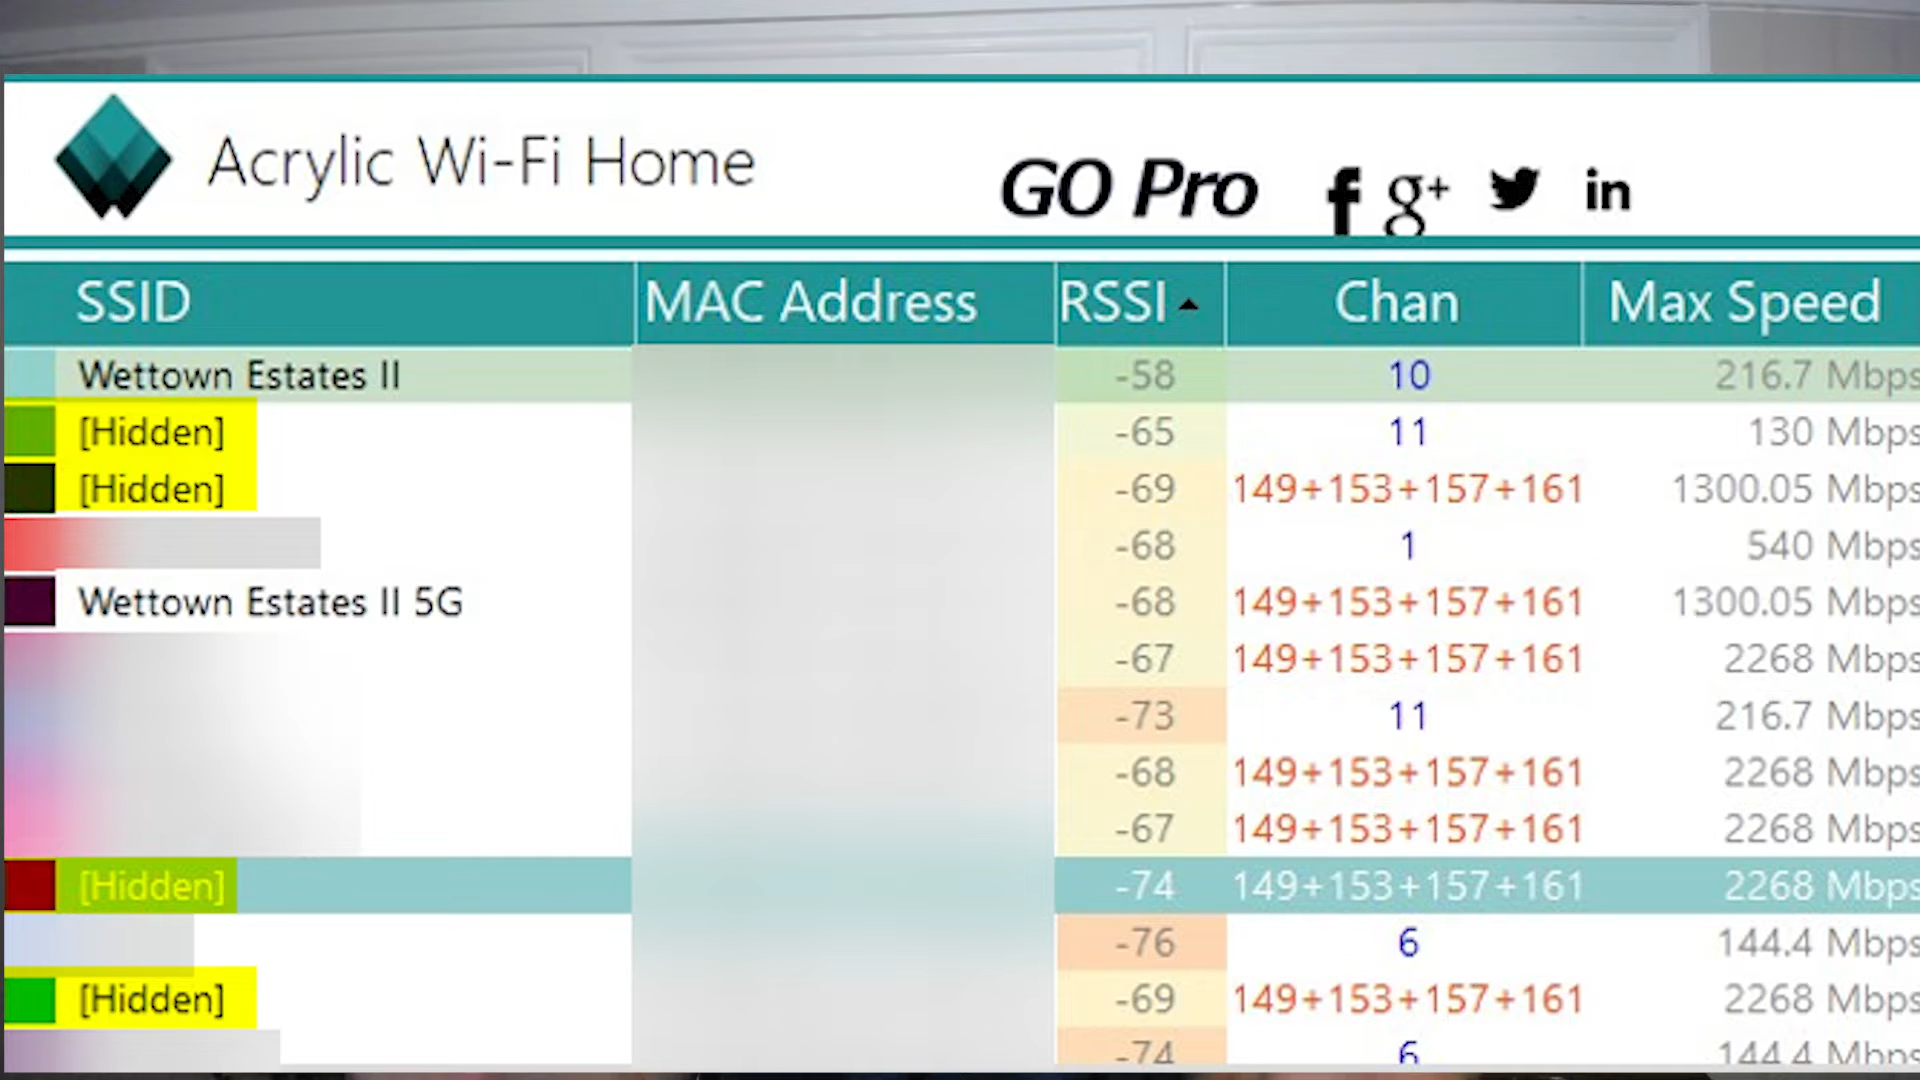 Acrylic Wi-Fi Home GO Pro f g+ in
SSID MAC Address RSSI Chan Max Speed
Wettown Estates II -58 10 216.7 Mbps
[Hidden] -65 11 130 Mbps
[Hidden] -69 149+153+157+161 1300.05 Mbps
-68 1 540 Mbps
Wettown Estates II 5G -68 149+153+157+161 1300.05 Mbps
-67 149+153+157+161 2268 Mbps
-73 11 216.7 Mbps
-68 149+153+157+161 2268 Mbps
-67 149+153+157+161 2268 Mbps
[Hidden] -74 149+153+157+161 2268 Mbps
-76 6 144.4 Mbps
[Hidden] -69 149+153+157+161 2268 Mbps
-74 6 144.4 Mbps